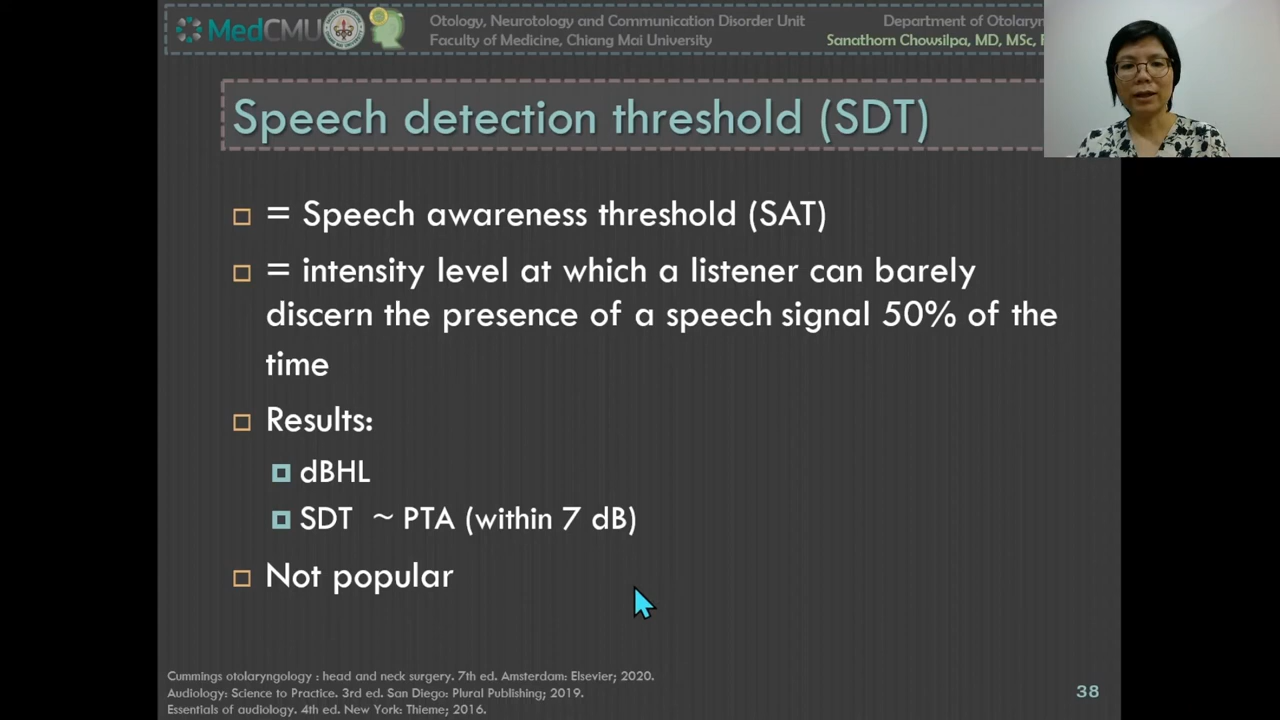 MedCMU
Otology, Neurotology and Communication Disorder Unit
Faculty of Medicine, Chiang Mai University
Department of
Sanathorn Chowsilpa, MD, MSc,
Speech detection threshold (SDT)
= Speech awareness threshold (SAT)
= intensity level at which a listener can barely
discern the presence of a speech signal 50% of the
time
Results:
dBHL
SDT ~ PTA (within 7 dB)
Not popular
Cummings otolaryngology : head and neck surgery. 7th ed. Amsterdam: Elsevier; 2020.
Audiology: Science to Practice. 3rd ed. San Diego: Plural Publishing; 2019.
Essentials of audiology. 4th ed. New York: Thieme; 2016.
38